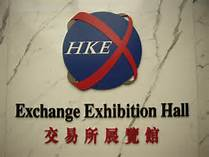 HKEX
Exchange Exhibition Hall
交易所展覽館